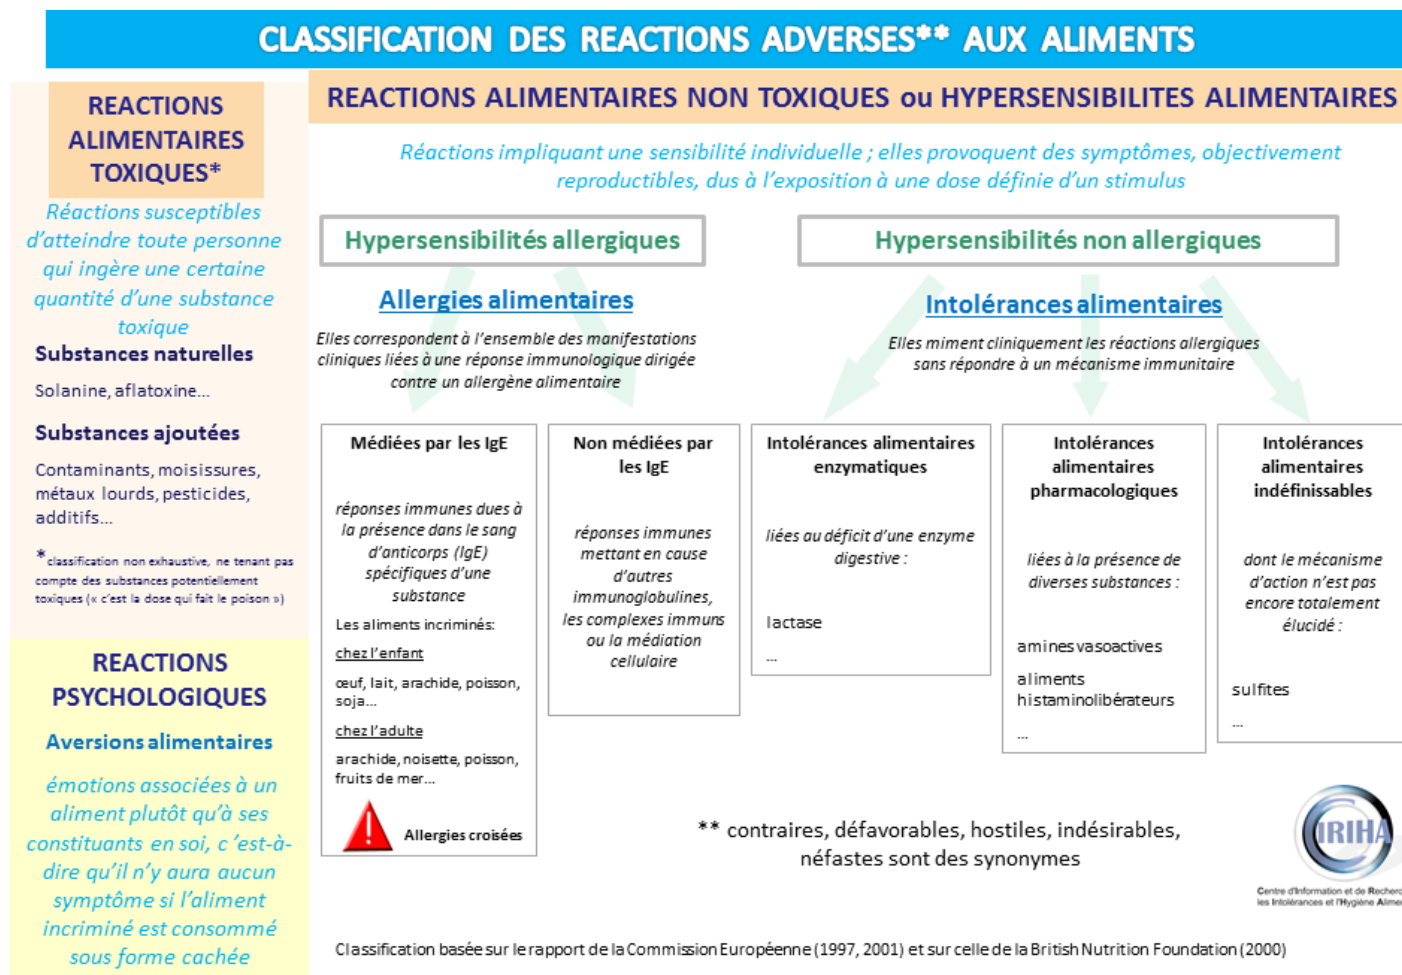 CLASSIFICATION DES REACTIONS ADVERSES** AUX ALIMENTS
REACTIONS
ALIMENTAIRES
TOXIQUES*
Réactions susceptibles
d’atteindre toute personne
qui ingère une certaine
quantité d’une substance
toxique
Substances naturelles
Solanine, aflatoxine...
Substances ajoutées
Contaminants, moisissures,
métaux lourds, pesticides,
additifs...
*classification non exhaustive, ne tenant pas
compte des substances potentiellement
toxiques (« c’est la dose qui fait le poison »)
REACTIONS
PSYCHOLOGIQUES
Aversions alimentaires
émotions associées à un
aliment plutôt qu’à ses
constituants en soi, c ’est-à-
dire qu’il n’y aura aucun
symptôme si l’aliment
incriminé est consommé
sous forme cachée
REACTIONS ALIMENTAIRES NON TOXIQUES ou HYPERSENSIBILITES ALIMENTAIRES
Réactions impliquant une sensibilité individuelle ; elles provoquent des symptômes, objectivement
reproductibles, dus à l’exposition à une dose définie d’un stimulus
Hypersensibilités allergiques
Allergies alimentaires
Elles correspondent à l’ensemble des manifestations
cliniques liées à une réponse immunologique dirigée
contre un allergène alimentaire
Médiées par les IgE
réponses immunes dues à
la présence dans le sang
d’anticorps (IgE)
spécifiques d’une
substance
Les aliments incriminés:
chez l’enfant
œuf, lait, arachide, poisson,
soja...
chez l’adulte
arachide, noisette, poisson,
fruits de mer...
Allergies croisées
Non médiées par
les IgE
réponses immunes
mettant en cause
d’autres
immunoglobulines,
les complexes immuns
ou la médiation
cellulaire
Hypersensibilités non allergiques
Intolérances alimentaires
Elles miment cliniquement les réactions allergiques
sans répondre à un mécanisme immunitaire
Intolérances alimentaires
enzymatiques
liées au déficit d’une enzyme
digestive :
lactase
...
Intolérances
alimentaires
pharmacologiques
liées à la présence de
diverses substances :
amines vasoactives
aliments
histaminolibérateurs
...
Intolérances
alimentaires
indéfinissables
dont le mécanisme
d’action n’est pas
encore totalement
élucidé :
sulfites
...
** contraires, défavorables, hostiles, indésirables,
néfastes sont des synonymes
CIRIHA
Centre d'Information et de Recherc
les Intolérances et l'Hygiène Alime
Classification basée sur le rapport de la Commission Européenne (1997, 2001) et sur celle de la British Nutrition Foundation (2000)